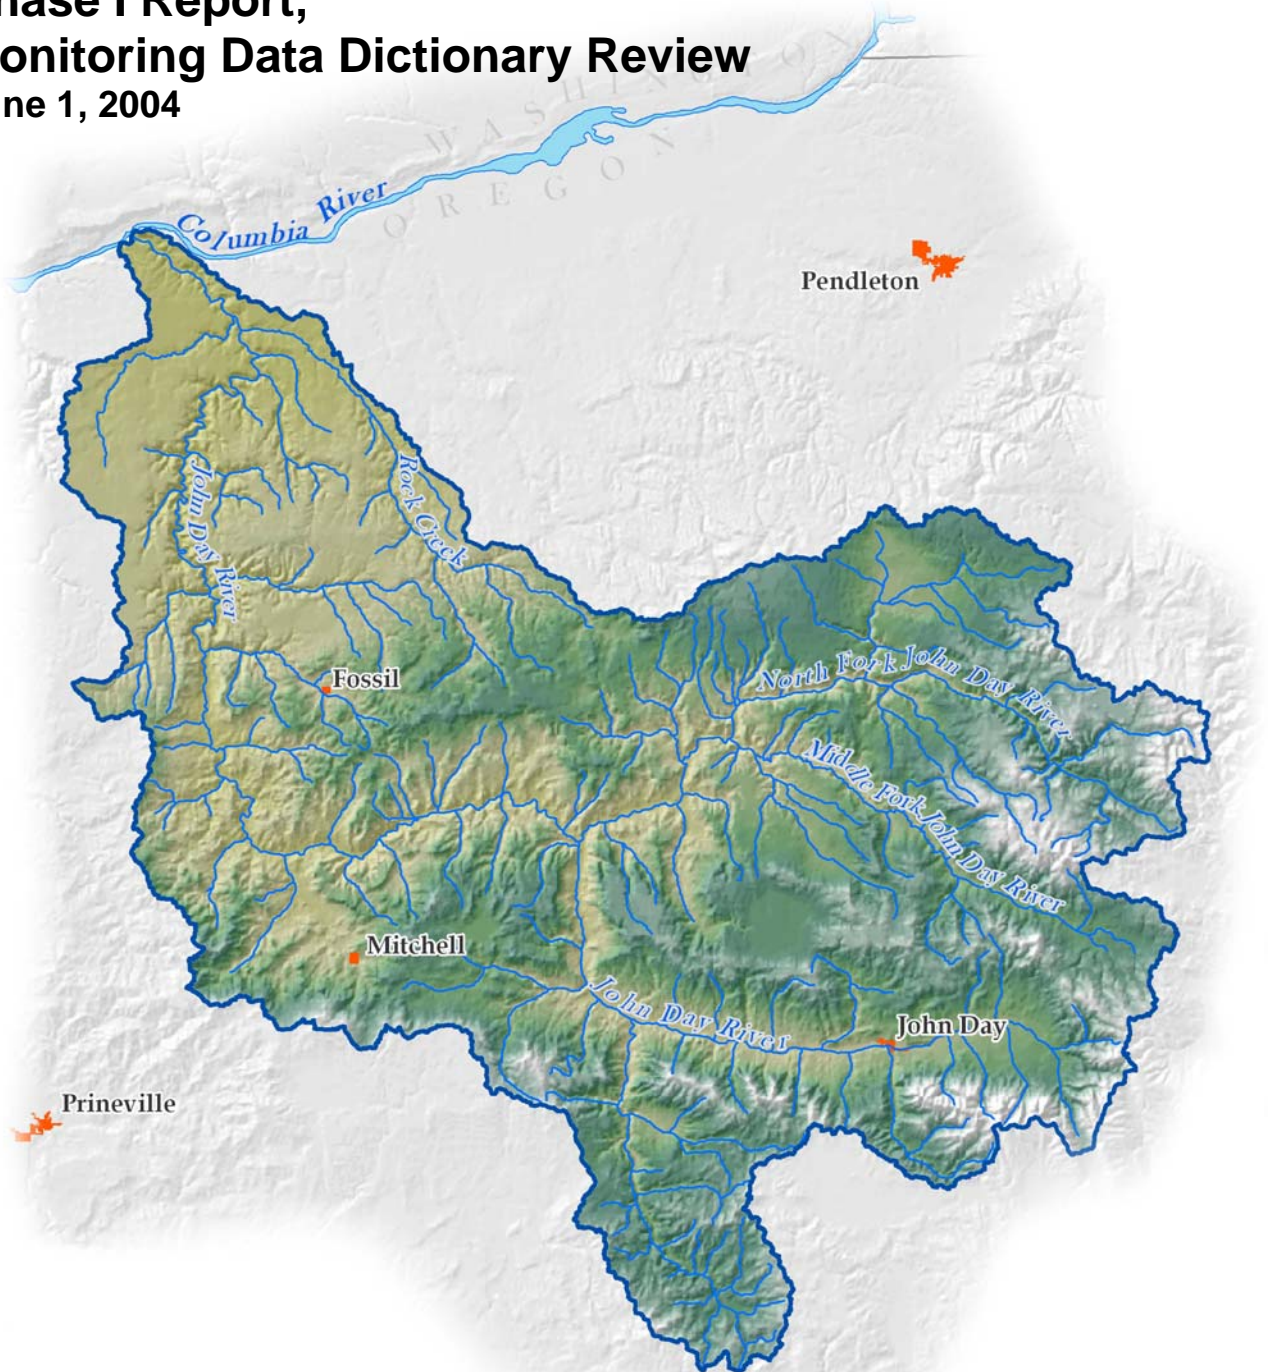 hase I Report,
onitoring Data Dictionary Review
ne 1, 2004
WASHINGTON
OREGON
Columbia River
Pendleton
John Day River
Rock Creek
Fossil
North Fork John Day River
Middle Fork John Day River
Mitchell
John Day River
John Day
Prineville